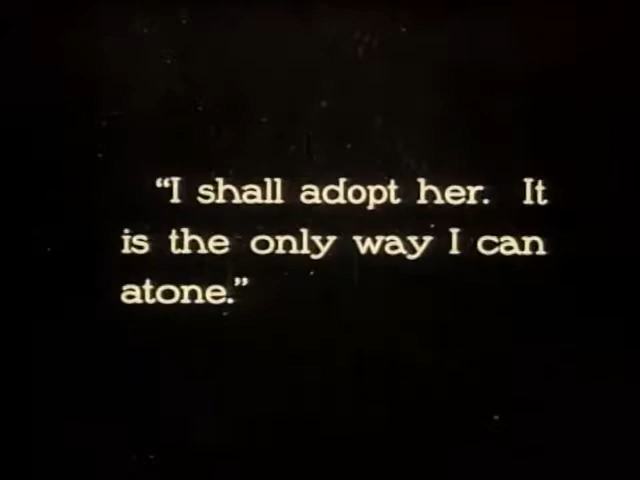 “I shall adopt her. It
is the only way I can
atone.”